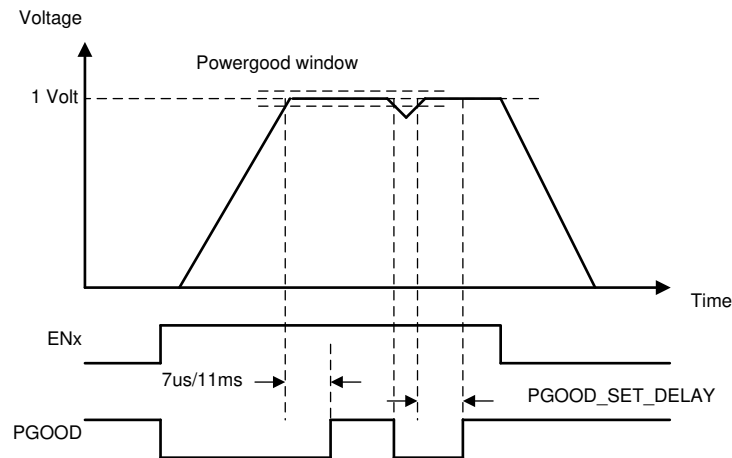 Voltage
Powergood window
1 Volt
Time
ENx
7us/11ms
PGOOD_SET_DELAY
PGOOD